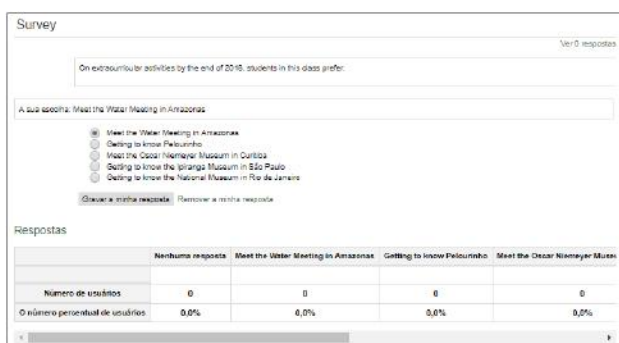 Survey
Ver 0 respostas
On extracurricular activities by the end of 2016, students in this class prefer:
A sua escolha: Meet the Water Meeting in Amazonas
Meet the Water Meeting in Amazonas
Getting to know Pelourinho
Meet the Oscar Niemeyer Museum in Curitiba
Getting to know the Ipiranga Museum in São Paulo
Getting to know the National Museum in Rio de Janeiro
Gravar a minha resposta Remover a minha resposta
Respostas
Nenhuma resposta Meet the Water Meeting in Amazonas Getting to know Pelourinho Meet the Oscar Niemeyer Muse
Número de usuários 0 0 0 0
O número percentual de usuários 0,0% 0,0% 0,0% 0,0%